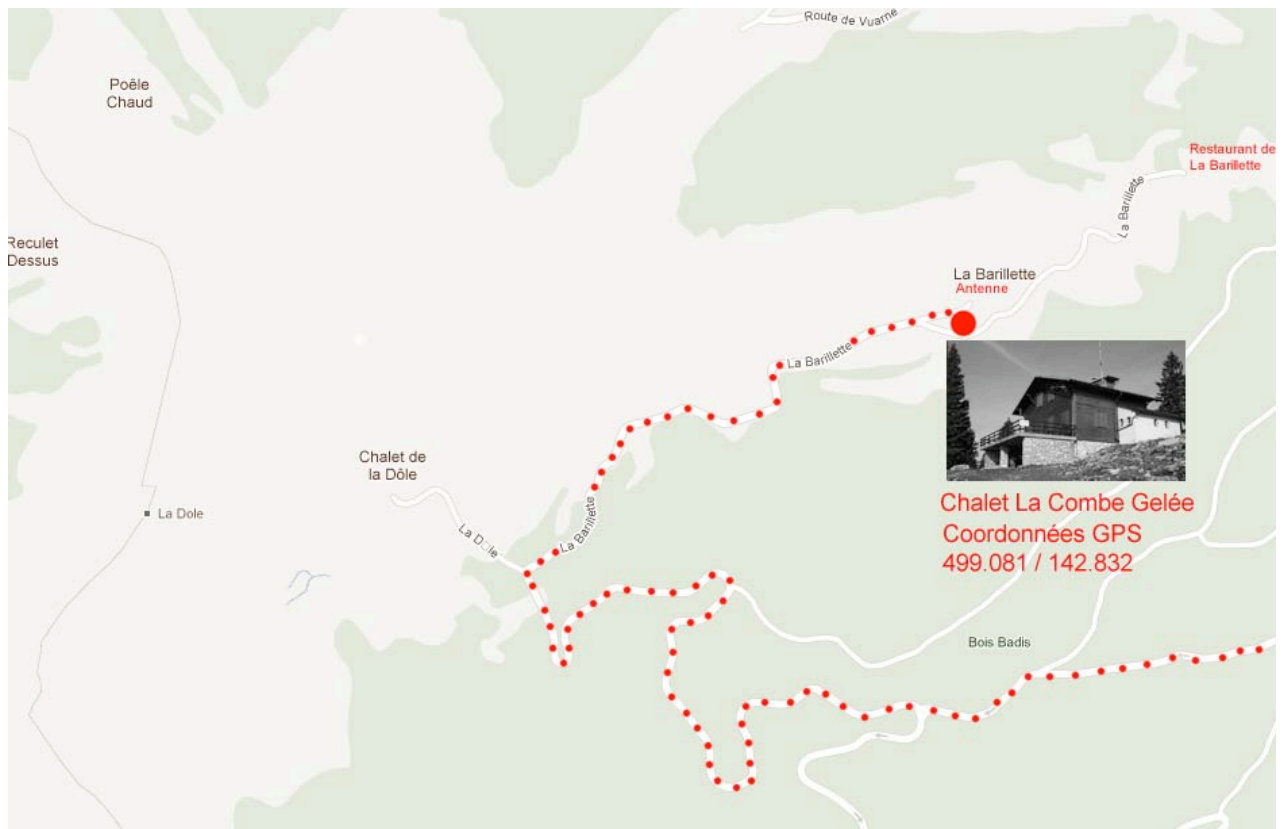 Route de Vuarne
Poêle
Chaud
Restaurant de
La Barillette
La Barillette
Reculet
Dessus
La Barillette
Antenne
La Barillette
Chalet de
la Dôle
La Dole
La Barillette
Chalet La Combe Gelée
Coordonnées GPS
499.081 / 142.832
Bois Badis